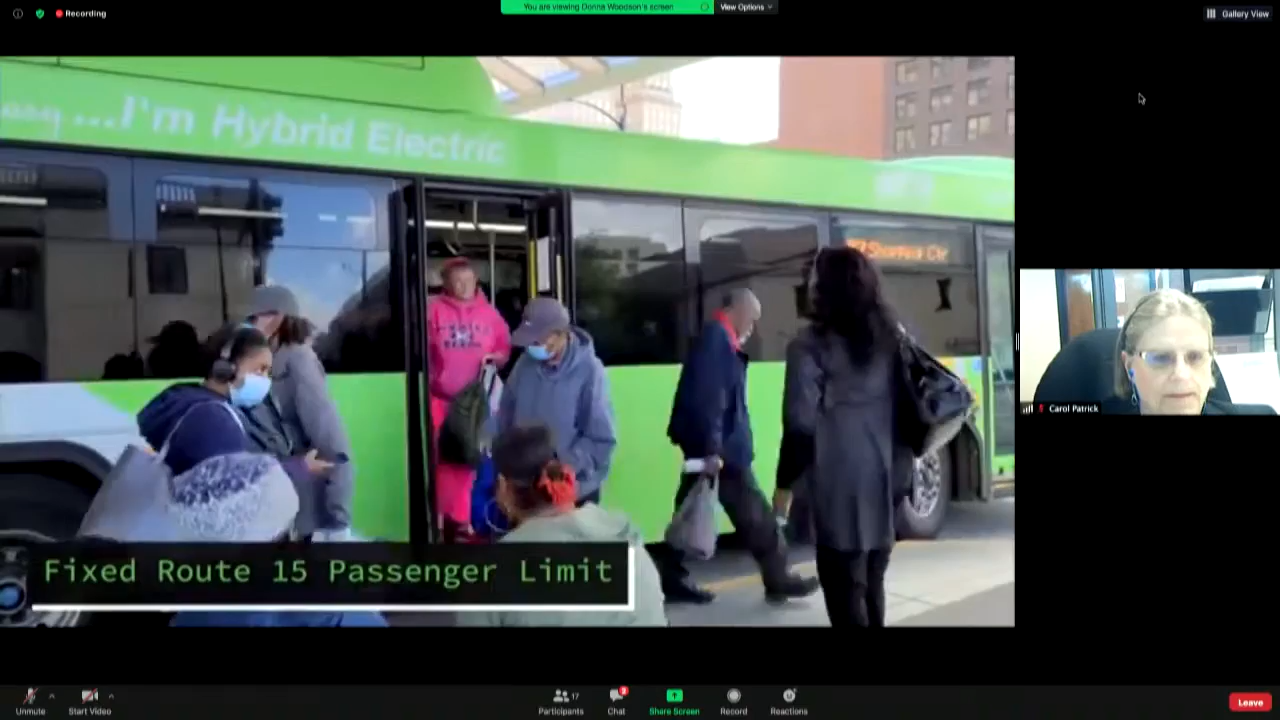 Recording
You are viewing Donna Woodson's screen
View Options
Gallery View
...I'm Hybrid Electric
Carol Patrick
Fixed Route 15 Passenger Limit
Unmute
Start Video
Participants
17
Chat
Share Screen
Record
Reactions
Leave